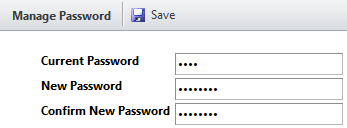 Manage Password Save
Current Password ••••
New Password ••••••••
Confirm New Password ••••••••